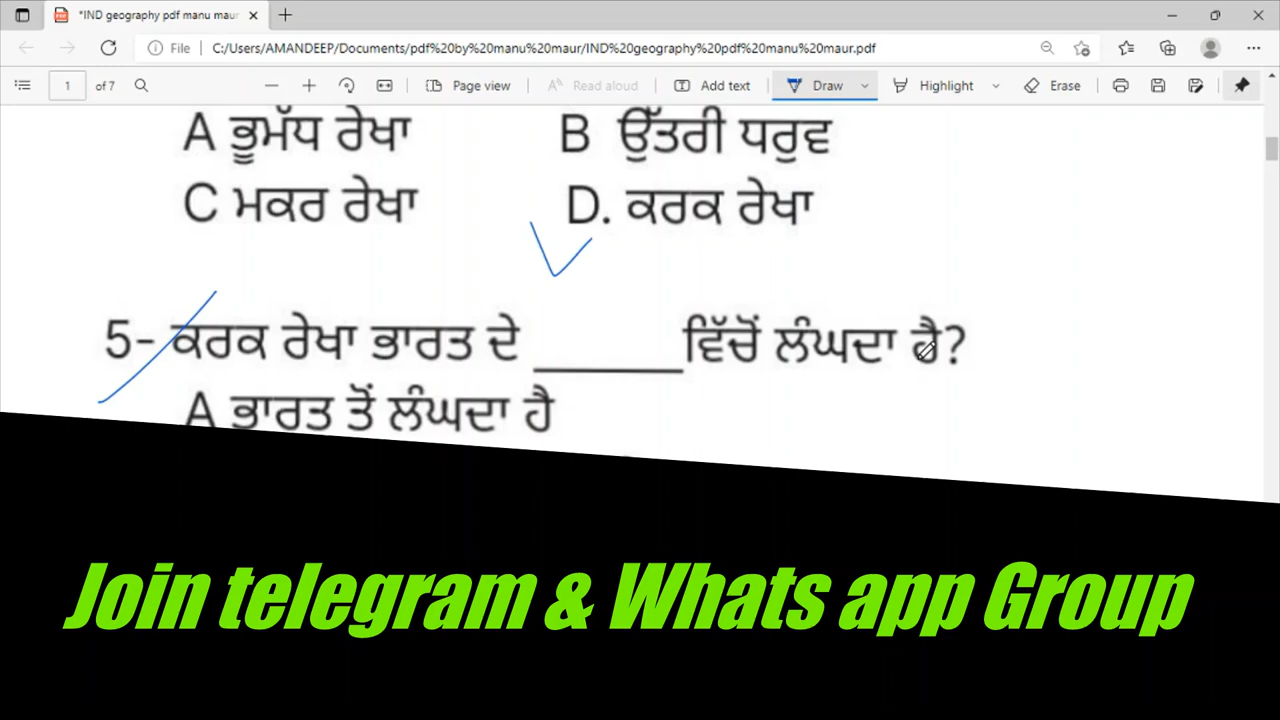 *IND geography pdf manu maur
File C:/Users/AMANDEEP/Documents/pdf%20by%20manu%20maur/IND%20geography%20pdf%20manu%20maur.pdf
1 of 7 Page view Read aloud Add text Draw Highlight Erase
A ਭੂਮੱਧ ਰੇਖਾ B ਉੱਤਰੀ ਧਰੁਵ
C ਮਕਰ ਰੇਖਾ D. ਕਰਕ ਰੇਖਾ
5- ਕਰਕ ਰੇਖਾ ਭਾਰਤ ਦੇ ______ ਵਿੱਚੋਂ ਲੰਘਦਾ ਹੈ?
A ਭਾਰਤ ਤੋਂ ਲੰਘਦਾ ਹੈ
Join telegram & Whats app Group